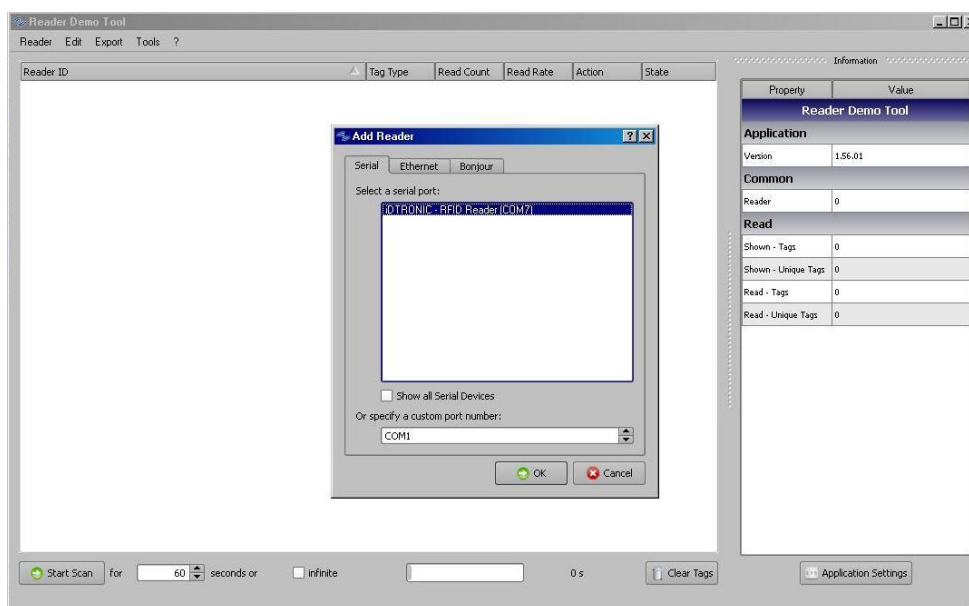 Reader Demo Tool
Reader Edit Export Tools ?
Reader ID Tag Type Read Count Read Rate Action State
Information
Property Value
Reader Demo Tool
Application
Version 1.56.01
Common
Reader 0
Read
Shown - Tags 0
Shown - Unique Tags 0
Read - Tags 0
Read - Unique Tags 0
Add Reader
Serial Ethernet Bonjour
Select a serial port:
iDTRONIC - RFID Reader (COM7)
Show all Serial Devices
Or specify a custom port number:
COM1
OK Cancel
Start Scan for 60 seconds or infinite 0 s Clear Tags Application Settings